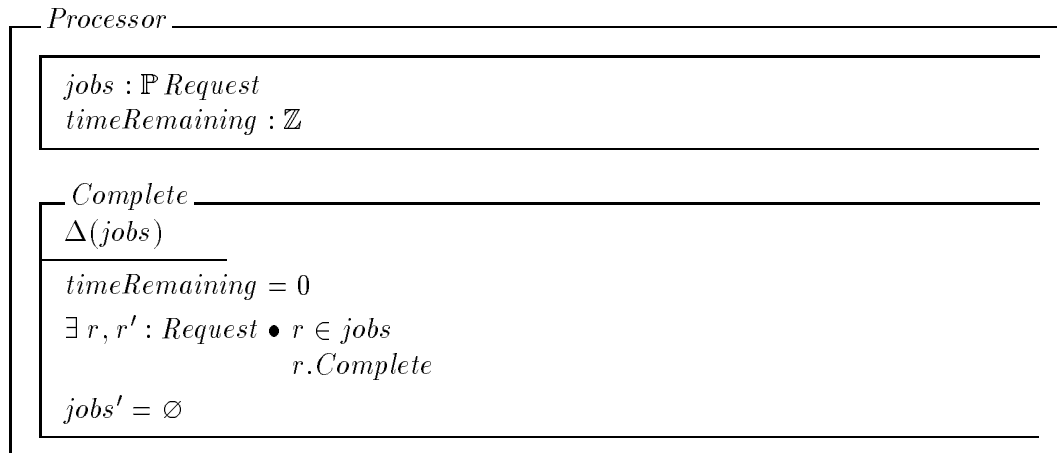 Processor
jobs : ℙ Request
timeRemaining : ℤ
Complete
Δ(jobs)
timeRemaining = 0
∃ r, r′ : Request • r ∈ jobs
r.Complete
jobs′ = ∅